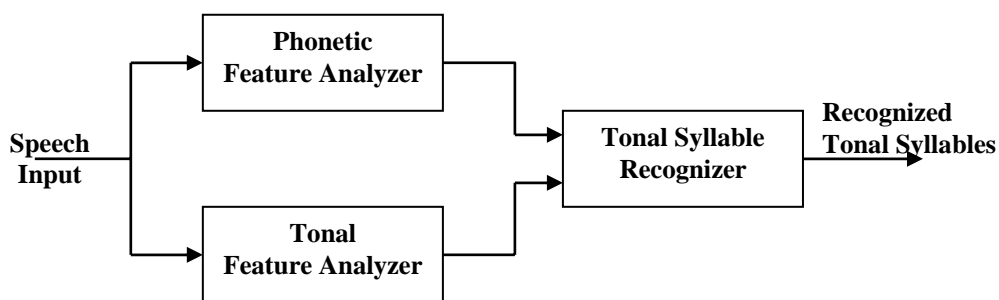 Speech
Input
Phonetic
Feature Analyzer
Tonal
Feature Analyzer
Tonal Syllable
Recognizer
Recognized
Tonal Syllables